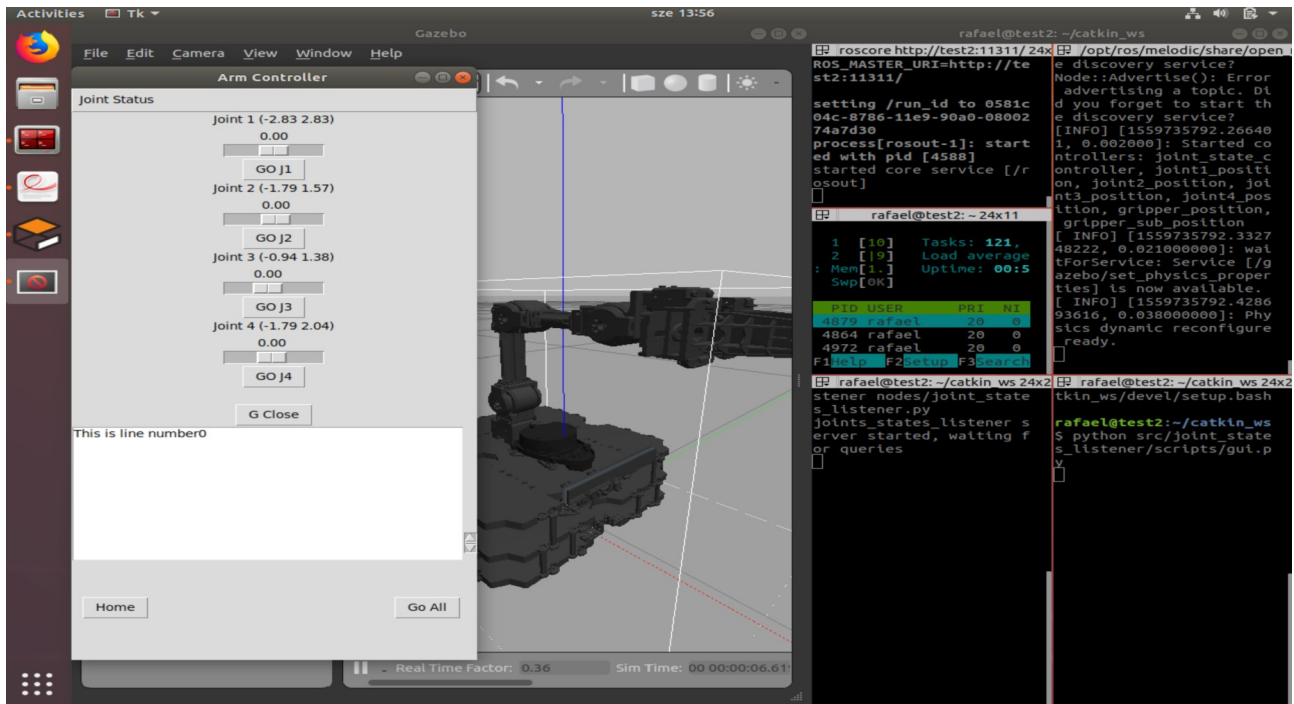 Activities Tk sze 13:56
Gazebo
File Edit Camera View Window Help
Arm Controller
Joint Status
Joint 1 (-2.83 2.83)
0.00
GO J1
Joint 2 (-1.79 1.57)
0.00
GO J2
Joint 3 (-0.94 1.38)
0.00
GO J3
Joint 4 (-1.79 2.04)
0.00
GO J4
G Close
This is line number0
Home Go All
Real Time Factor: 0.36 Sim Time: 00 00:00:06.61
rafael@test2: ~/catkin_ws
roscore http://test2:11311/ 24x
ROS_MASTER_URI=http://te
st2:11311/
setting /run_id to 0581c
04c-8786-11e9-90a0-08002
74a7d30
process[rosout-1]: start
ed with pid [4588]
started core service [/r
osout]
/opt/ros/melodic/share/open_
e discovery service?
Node::Advertise(): Error
advertising a topic. Di
d you forget to start th
e discovery service?
[INFO] [1559735792.26640
1, 0.002000]: Started co
ntrollers: joint_state_c
ontroller, joint1_positi
on, joint2_position, joi
nt3_position, joint4_pos
ition, gripper_position,
gripper_sub_position
[ INFO] [1559735792.3327
48222, 0.021000000]: wai
tForService: Service [/g
azebo/set_physics_proper
ties] is now available.
[ INFO] [1559735792.4286
93616, 0.038000000]: Phy
sics dynamic reconfigure
ready.
rafael@test2: ~ 24x11
1 [10] Tasks: 121,
2 [|9] Load average
: Mem[1.] Uptime: 00:5
Swp[0K]
PID USER PRI NI
4879 rafael 20 0
4864 rafael 20 0
4972 rafael 20 0
F1Help F2Setup F3Search
rafael@test2: ~/catkin_ws 24x2
stener nodes/joint_state
s_listener.py
joints_states_listener s
erver started, waiting f
or queries
rafael@test2: ~/catkin_ws 24x2
tkin_ws/devel/setup.bash
rafael@test2:~/catkin_ws
$ python src/joint_state
s_listener/scripts/gui.p
y